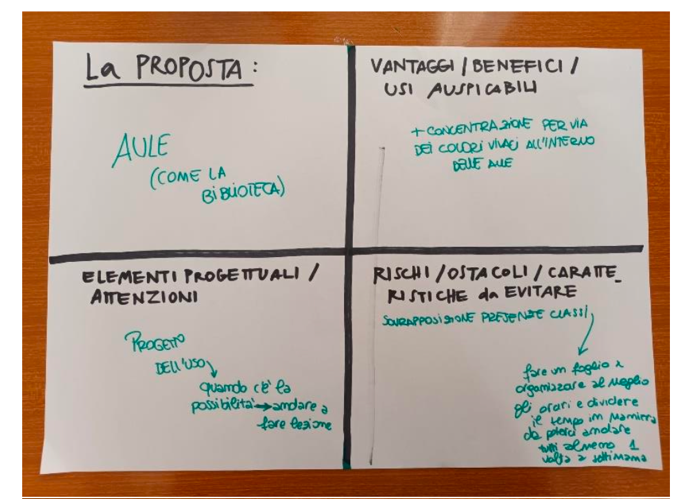 La PROPOSTA:
AULE
(COME LA
BIBLIOTECA)
VANTAGGI / BENEFICI /
USI AUSPICABILI
+ CONCENTRAZIONE PER VIA
DEI COLORI VIVACI ALL'INTERNO
DELLE AULE
ELEMENTI PROGETTUALI /
ATTENZIONI
PROGETTO
DELL'USO
quando c'è la
possibilità → andare a
fare lezione
RISCHI / OSTACOLI / CARATTE_
RISTICHE da EVITARE
SOVRAPPOSIZIONE PRESENZE CLASSI
fare un foglio x
organizzare al meglio
gli orari e dividere
il tempo in maniera
da poterci andare
tutti almeno 1
volta a settimana